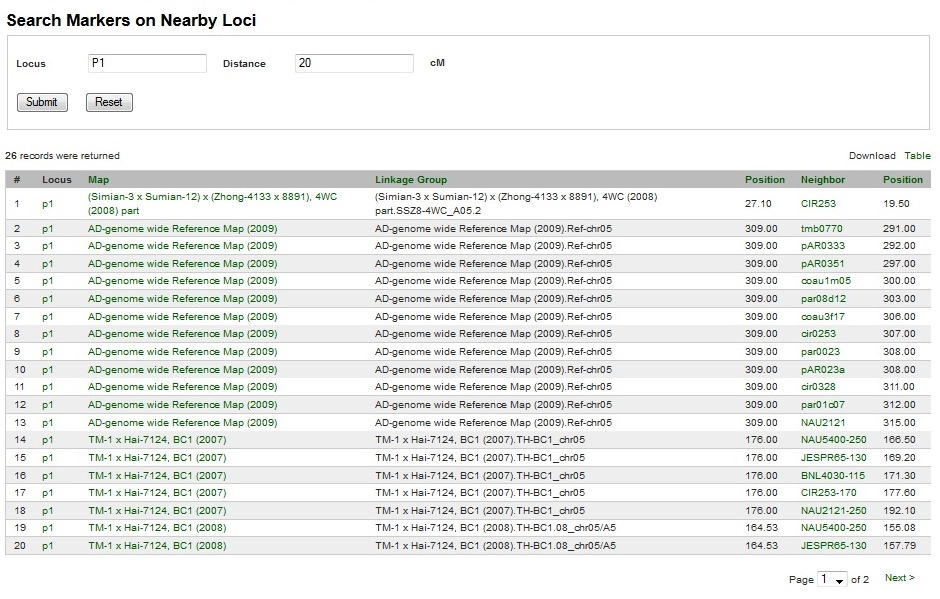 Search Markers on Nearby Loci
Locus P1 Distance 20 cM
Submit Reset
26 records were returned Download Table
# Locus Map Linkage Group Position Neighbor Position
1 p1 (Simian-3 x Sumian-12) x (Zhong-4133 x 8891), 4WC (2008) part (Simian-3 x Sumian-12) x (Zhong-4133 x 8891), 4WC (2008) part.SSZ8-4WC_A05.2 27.10 CIR253 19.50
2 p1 AD-genome wide Reference Map (2009) AD-genome wide Reference Map (2009).Ref-chr05 309.00 tmb0770 291.00
3 p1 AD-genome wide Reference Map (2009) AD-genome wide Reference Map (2009).Ref-chr05 309.00 pAR0333 292.00
4 p1 AD-genome wide Reference Map (2009) AD-genome wide Reference Map (2009).Ref-chr05 309.00 pAR0351 297.00
5 p1 AD-genome wide Reference Map (2009) AD-genome wide Reference Map (2009).Ref-chr05 309.00 coau1m05 300.00
6 p1 AD-genome wide Reference Map (2009) AD-genome wide Reference Map (2009).Ref-chr05 309.00 par08d12 303.00
7 p1 AD-genome wide Reference Map (2009) AD-genome wide Reference Map (2009).Ref-chr05 309.00 coau3f17 306.00
8 p1 AD-genome wide Reference Map (2009) AD-genome wide Reference Map (2009).Ref-chr05 309.00 cir0253 307.00
9 p1 AD-genome wide Reference Map (2009) AD-genome wide Reference Map (2009).Ref-chr05 309.00 par0023 308.00
10 p1 AD-genome wide Reference Map (2009) AD-genome wide Reference Map (2009).Ref-chr05 309.00 pAR023a 308.00
11 p1 AD-genome wide Reference Map (2009) AD-genome wide Reference Map (2009).Ref-chr05 309.00 cir0328 311.00
12 p1 AD-genome wide Reference Map (2009) AD-genome wide Reference Map (2009).Ref-chr05 309.00 par01c07 312.00
13 p1 AD-genome wide Reference Map (2009) AD-genome wide Reference Map (2009).Ref-chr05 309.00 NAU2121 315.00
14 p1 TM-1 x Hai-7124, BC1 (2007) TM-1 x Hai-7124, BC1 (2007).TH-BC1_chr05 176.00 NAU5400-250 166.50
15 p1 TM-1 x Hai-7124, BC1 (2007) TM-1 x Hai-7124, BC1 (2007).TH-BC1_chr05 176.00 JESPR65-130 169.20
16 p1 TM-1 x Hai-7124, BC1 (2007) TM-1 x Hai-7124, BC1 (2007).TH-BC1_chr05 176.00 BNL4030-115 171.30
17 p1 TM-1 x Hai-7124, BC1 (2007) TM-1 x Hai-7124, BC1 (2007).TH-BC1_chr05 176.00 CIR253-170 177.60
18 p1 TM-1 x Hai-7124, BC1 (2007) TM-1 x Hai-7124, BC1 (2007).TH-BC1_chr05 176.00 NAU2121-250 192.10
19 p1 TM-1 x Hai-7124, BC1 (2008) TM-1 x Hai-7124, BC1 (2008).TH-BC1.08_chr05/A5 164.53 NAU5400-250 155.08
20 p1 TM-1 x Hai-7124, BC1 (2008) TM-1 x Hai-7124, BC1 (2008).TH-BC1.08_chr05/A5 164.53 JESPR65-130 157.79
Page 1 of 2 Next >